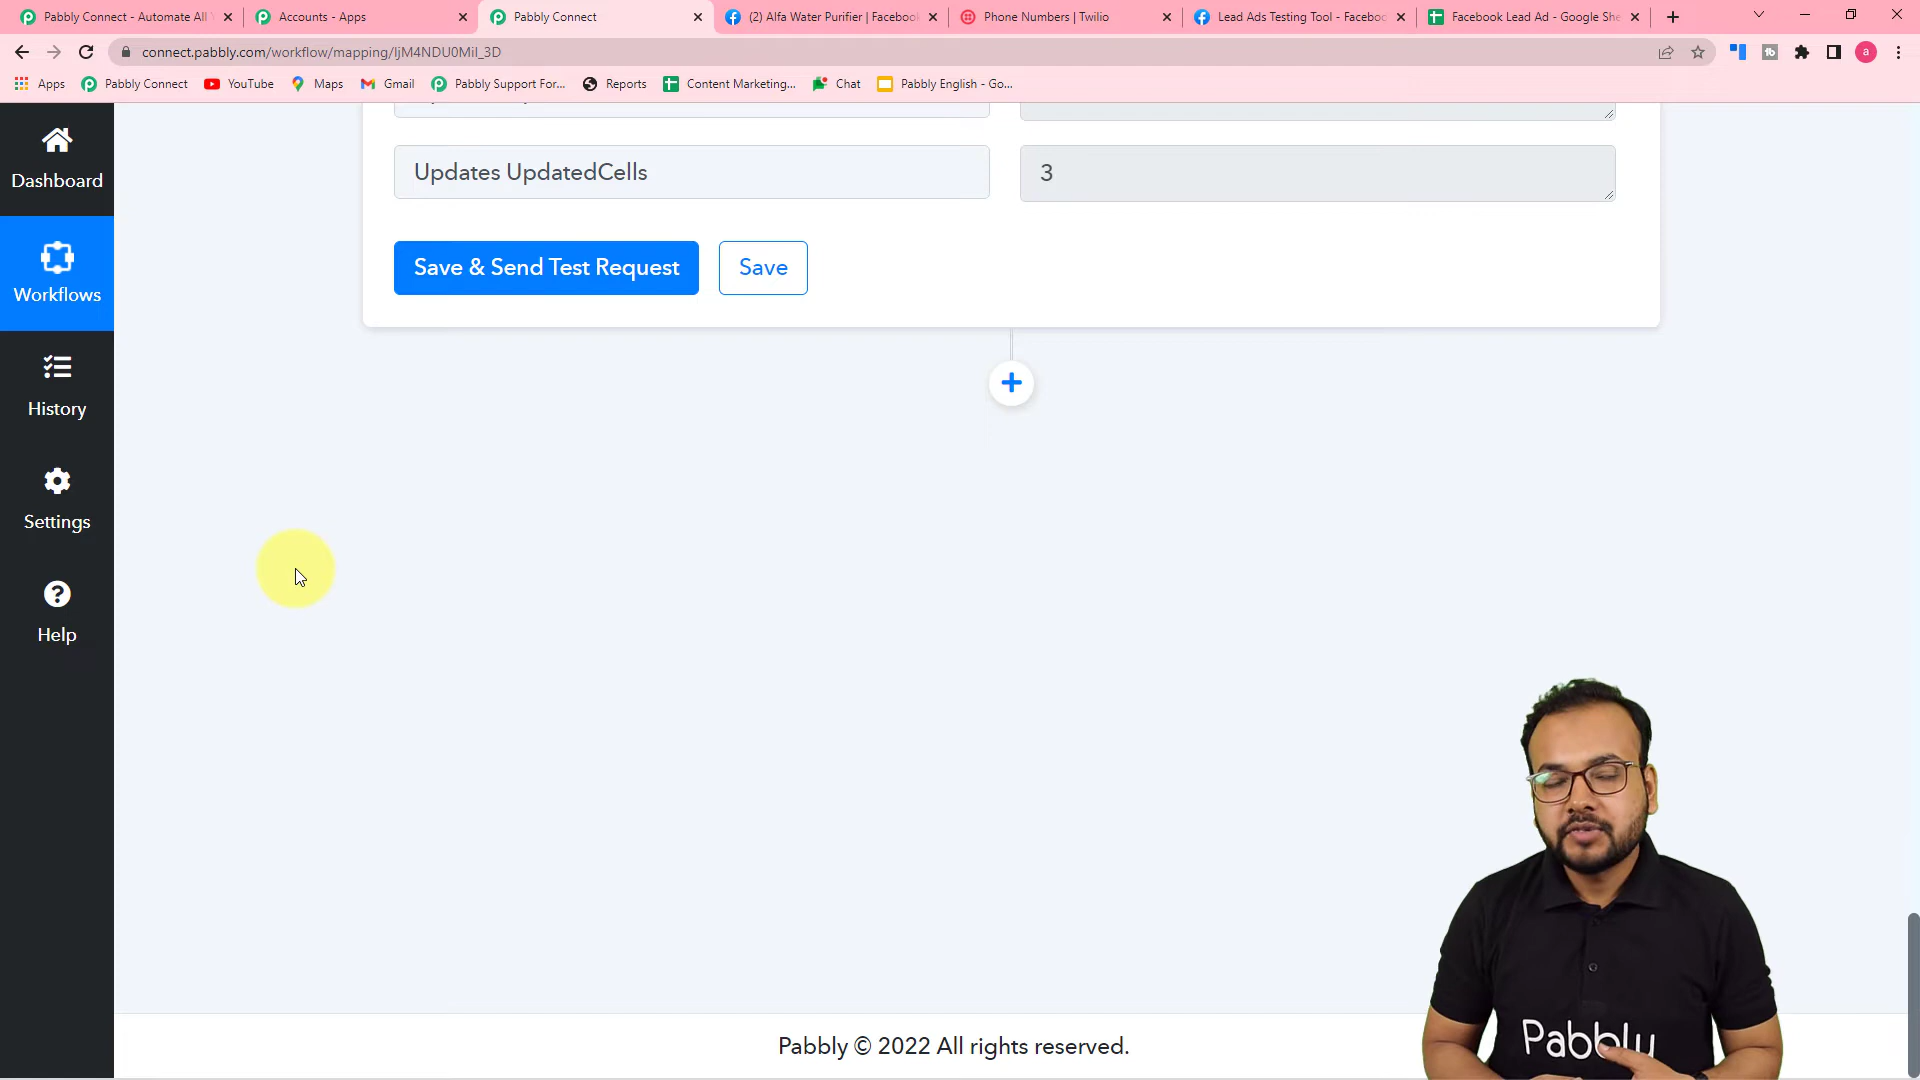 Pabbly Connect - Automate All Y
Accounts - Apps
Pabbly Connect
(2) Alfa Water Purifier | Facebook
Phone Numbers | Twilio
Lead Ads Testing Tool - Facebo
Facebook Lead Ad - Google She
connect.pabbly.com/workflow/mapping/IjM4NDU0MiI_3D
a
Apps
Pabbly Connect
YouTube
Maps
Gmail
Pabbly Support For...
Reports
Content Marketing...
Chat
Pabbly English - Go...
Dashboard
Workflows
History
Settings
Help
Updates UpdatedCells
3
Save & Send Test Request
Save
Pabbly © 2022 All rights reserved.
Pabbly